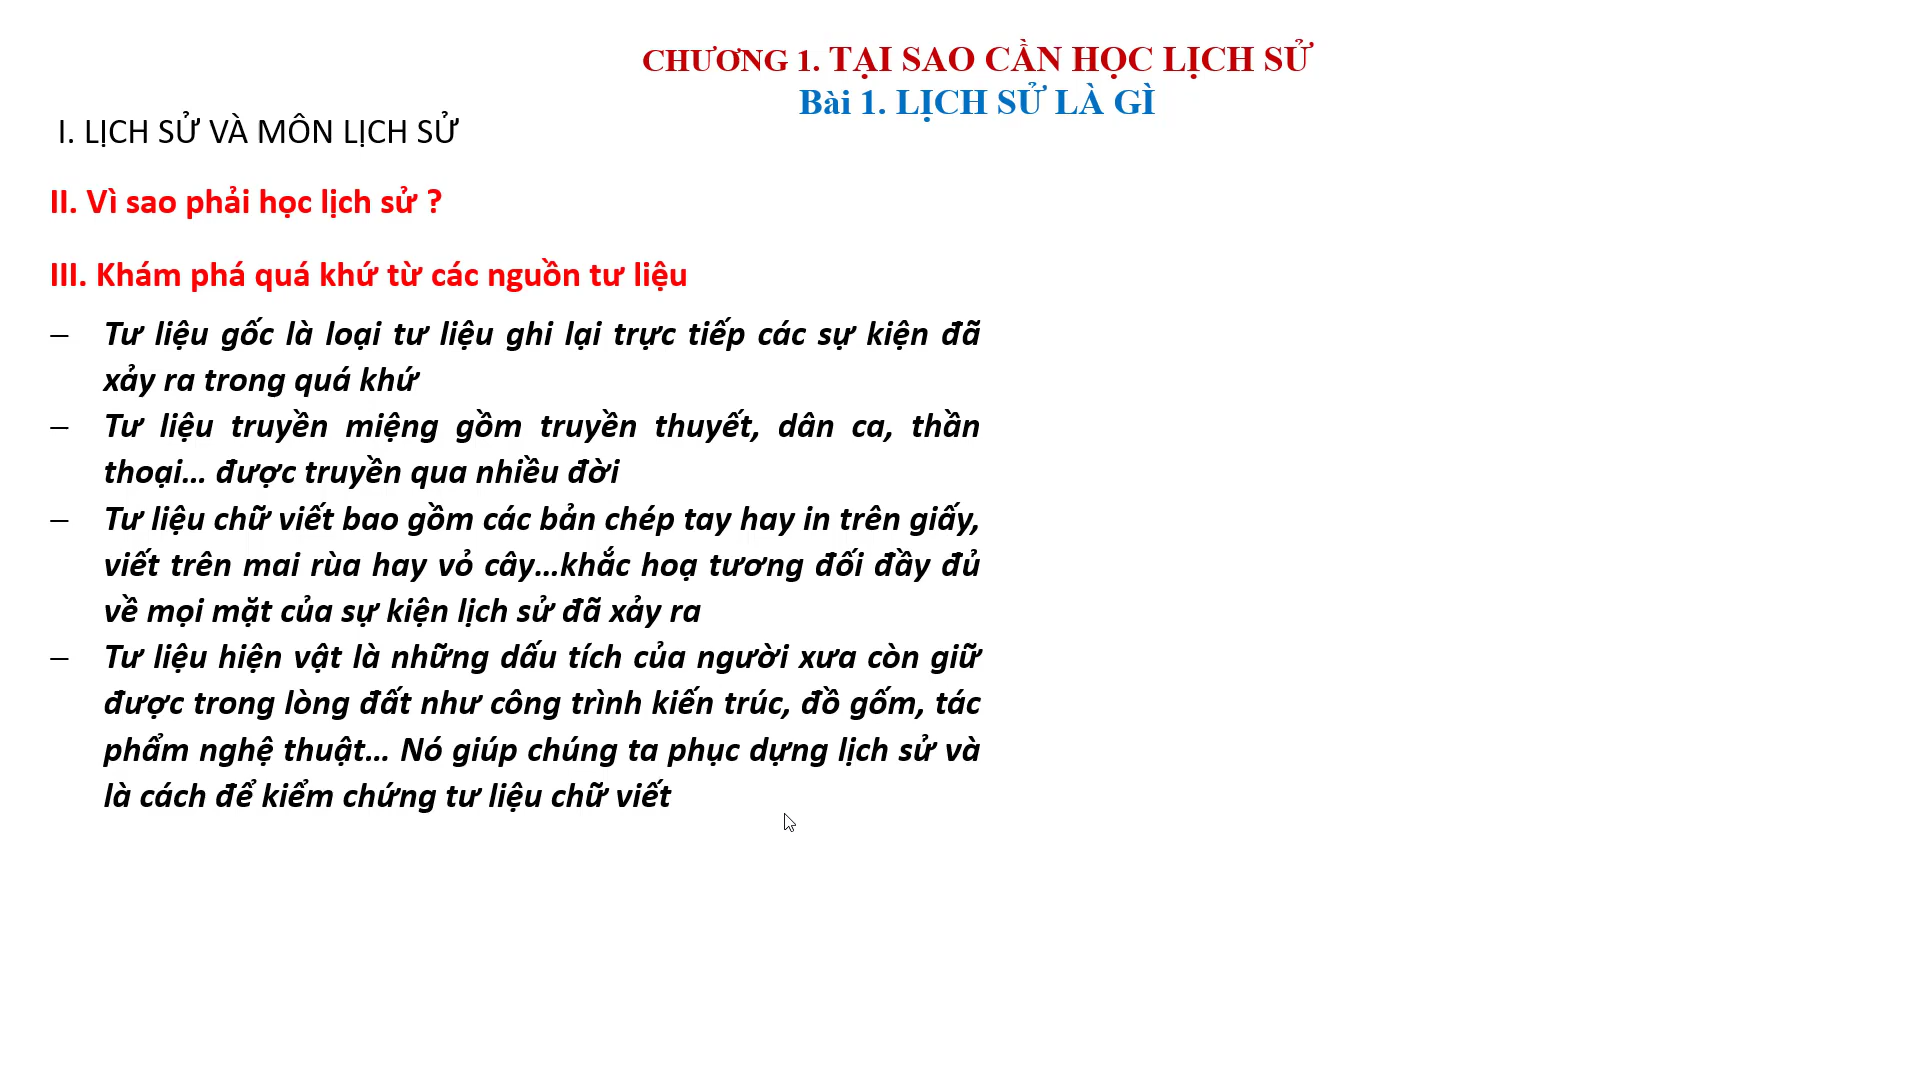 CHƯƠNG 1. TẠI SAO CẦN HỌC LỊCH SỬ
Bài 1. LỊCH SỬ LÀ GÌ
I. LỊCH SỬ VÀ MÔN LỊCH SỬ
II. Vì sao phải học lịch sử ?
III. Khám phá quá khứ từ các nguồn tư liệu
– Tư liệu gốc là loại tư liệu ghi lại trực tiếp các sự kiện đã
xảy ra trong quá khứ
– Tư liệu truyền miệng gồm truyền thuyết, dân ca, thần
thoại... được truyền qua nhiều đời
– Tư liệu chữ viết bao gồm các bản chép tay hay in trên giấy,
viết trên mai rùa hay vỏ cây...khắc hoạ tương đối đầy đủ
về mọi mặt của sự kiện lịch sử đã xảy ra
– Tư liệu hiện vật là những dấu tích của người xưa còn giữ
được trong lòng đất như công trình kiến trúc, đồ gốm, tác
phẩm nghệ thuật... Nó giúp chúng ta phục dựng lịch sử và
là cách để kiểm chứng tư liệu chữ viết